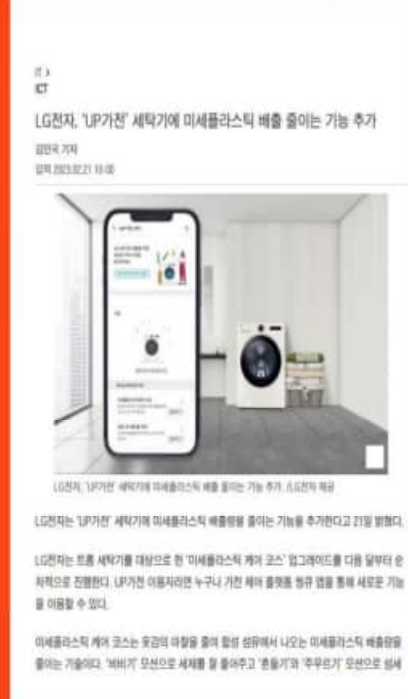 IT >
ICT
LG전자, 'UP가전' 세탁기에 미세플라스틱 배출 줄이는 기능 추가
기자
입력 2023.02.21 10:00
LG전자, 'UP가전' 세탁기에 미세플라스틱 배출 줄이는 기능 추가. /LG전자 제공
LG전자는 'UP가전' 세탁기에 미세플라스틱 배출량을 줄이는 기능을 추가한다고 21일 밝혔다.
LG전자는 트롬 세탁기를 대상으로 한 '미세플라스틱 케어 코스' 업그레이드를 다음 달부터 순
차적으로 진행한다. UP가전 이용자라면 누구나 가전 제어 플랫폼 씽큐 앱을 통해 새로운 기능
을 이용할 수 있다.
미세플라스틱 케어 코스는 옷감의 마찰을 줄여 합성 섬유에서 나오는 미세플라스틱 배출량을
줄이는 기술이다. '비비기' 모션으로 세제를 잘 풀어주고 '흔들기'와 '주무르기' 모션으로 섬세